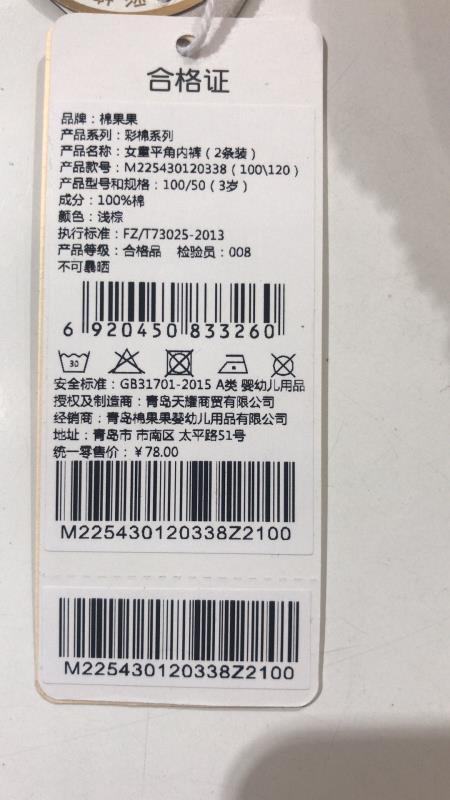 合格证
品牌：棉果果
产品系列：彩棉系列
产品名称：女童平角内裤（2条装）
产品款号：M225430120338（100\120）
产品型号和规格：100/50（3岁）
成分：100%棉
颜色：浅棕
执行标准：FZ/T73025-2013
产品等级：合格品 检验员：008
不可暴晒
6 920450 833260
30
安全标准：GB31701-2015 A类 婴幼儿用品
授权及制造商：青岛天耀商贸有限公司
经销商：青岛棉果果婴幼儿用品有限公司
地址：青岛市 市南区 太平路51号
统一零售价：￥78.00
M225430120338Z2100
M225430120338Z2100